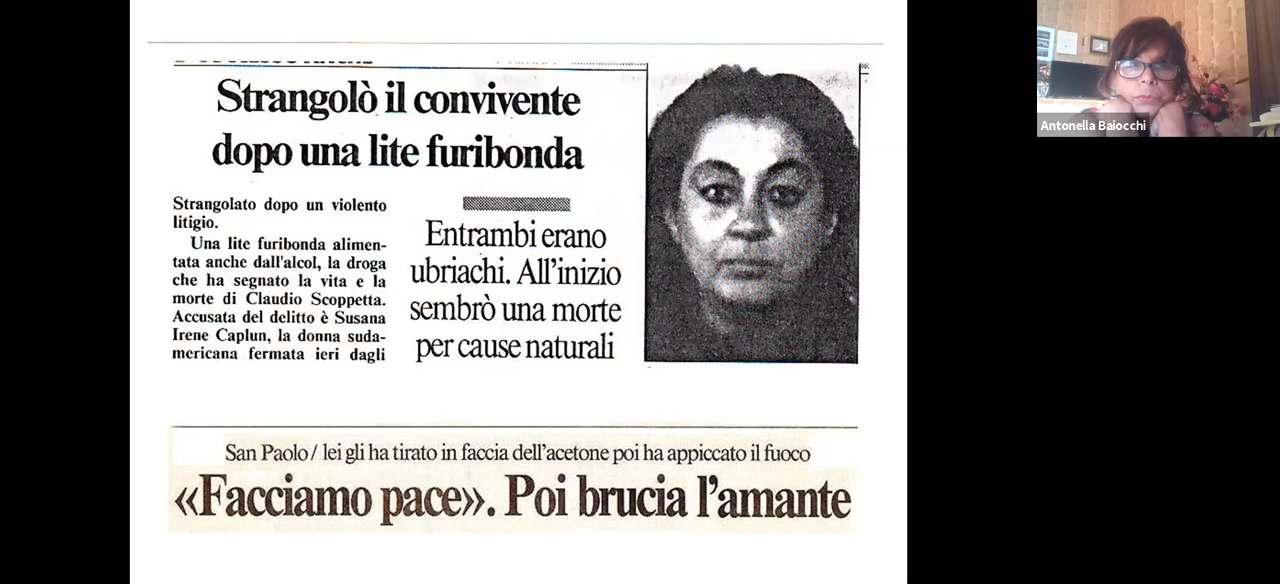 Strangolò il convivente
dopo una lite furibonda
Strangolato dopo un violento
litigio.
Una lite furibonda alimen-
tata anche dall'alcol, la droga
che ha segnato la vita e la
morte di Claudio Scoppetta.
Accusata del delitto è Susana
Irene Caplun, la donna suda-
mericana fermata ieri dagli
Entrambi erano
ubriachi. All'inizio
sembrò una morte
per cause naturali
San Paolo / lei gli ha tirato in faccia dell'acetone poi ha appiccato il fuoco
«Facciamo pace». Poi brucia l'amante
Antonella Baiocchi